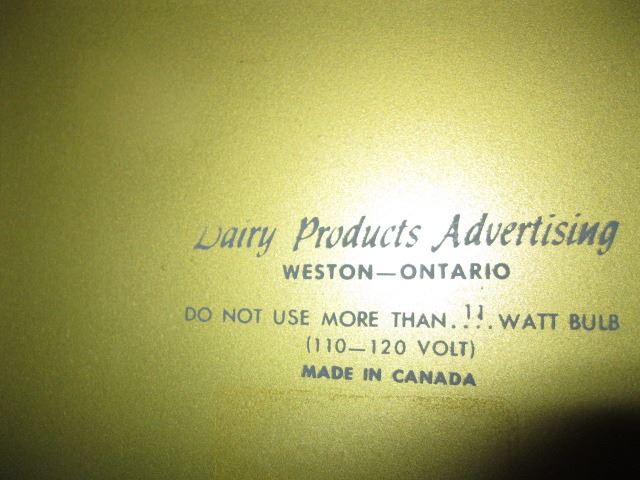 Dairy Products Advertising
WESTON—ONTARIO
DO NOT USE MORE THAN . 11 . WATT BULB
(110—120 VOLT)
MADE IN CANADA